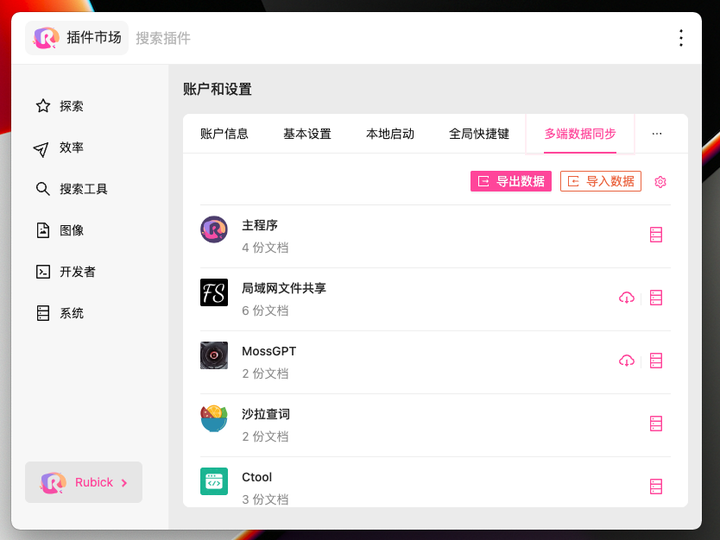 插件市场
搜索插件
探索
效率
搜索工具
图像
开发者
系统
Rubick
账户和设置
账户信息
基本设置
本地启动
全局快捷键
多端数据同步
···
导出数据
导入数据
主程序
4 份文档
FS
局域网文件共享
6 份文档
MossGPT
2 份文档
沙拉查词
2 份文档
Ctool
3 份文档